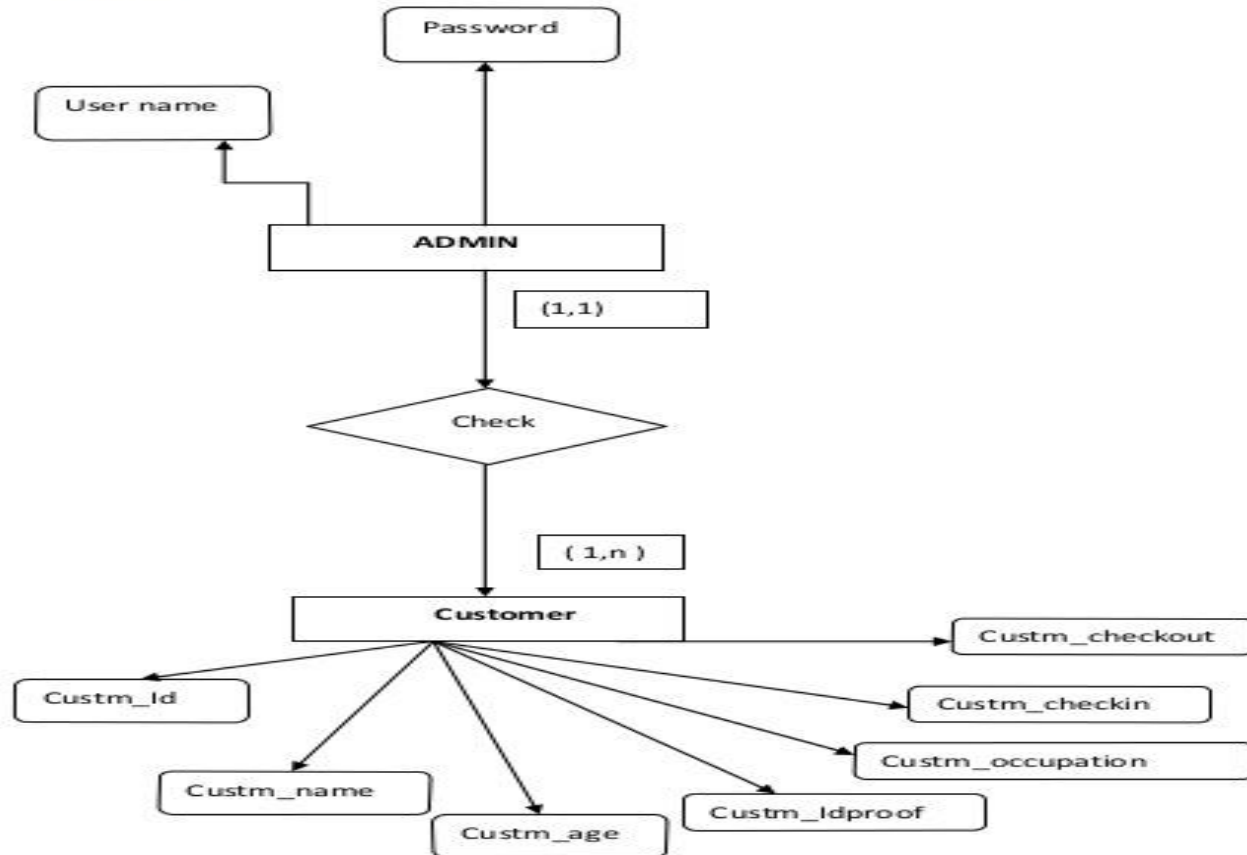 Password
User name
ADMIN
(1,1)
Check
( 1,n )
Customer
Custm_checkout
Custm_Id
Custm_checkin
Custm_occupation
Custm_name
Custm_Idproof
Custm_age